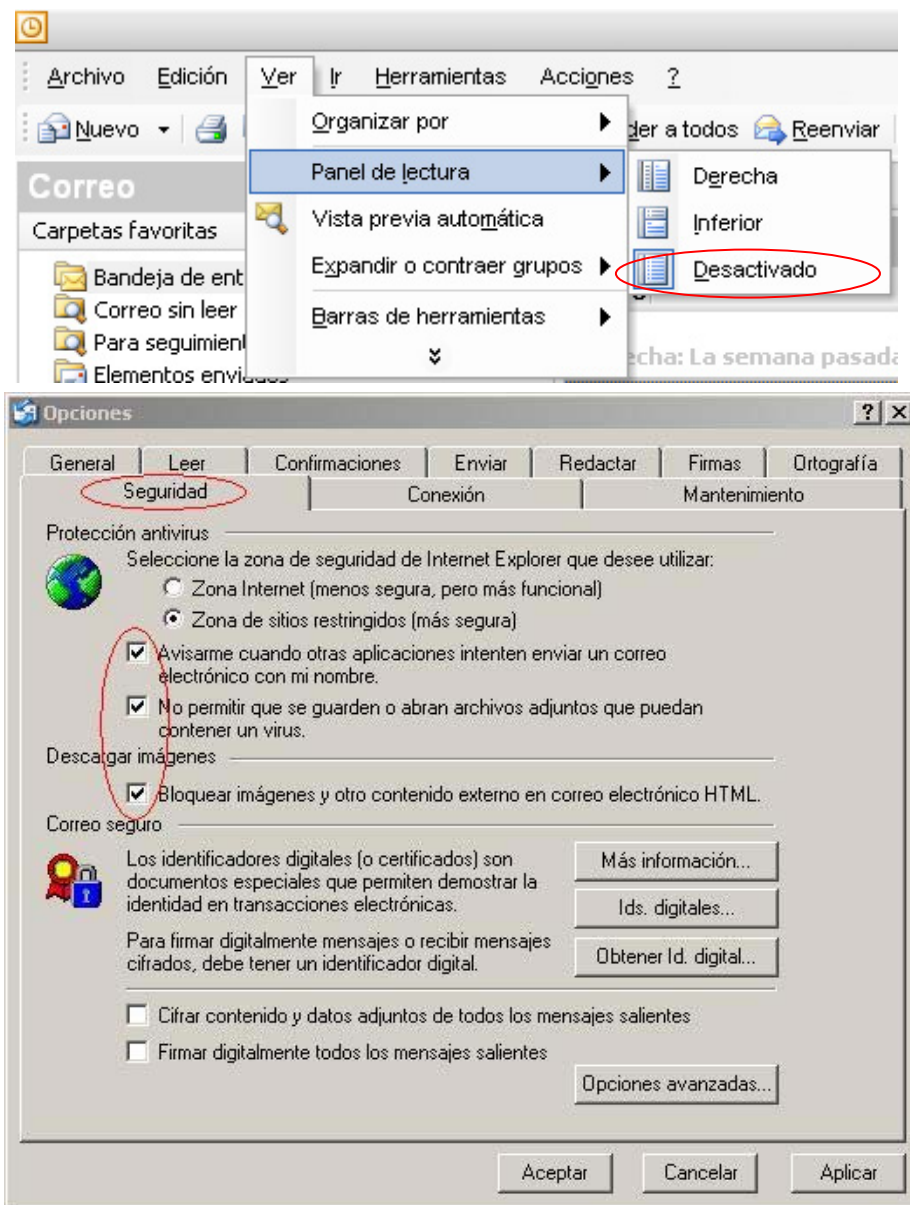 Archivo Edición Ver Ir Herramientas Acciones ?
Nuevo Organizar por der a todos Reenviar
Correo Panel de lectura Derecha
Carpetas favoritas Vista previa automática Inferior
Bandeja de ent Expandir o contraer grupos Desactivado
Correo sin leer
Para seguimien Barras de herramientas
Elementos enviados echa: La semana pasada
Opciones
General Leer Confirmaciones Enviar Redactar Firmas Ortografía
Seguridad Conexión Mantenimiento
Protección antivirus
Seleccione la zona de seguridad de Internet Explorer que desee utilizar:
Zona Internet (menos segura, pero más funcional)
Zona de sitios restringidos (más segura)
Avisarme cuando otras aplicaciones intenten enviar un correo
electrónico con mi nombre.
No permitir que se guarden o abran archivos adjuntos que puedan
contener un virus.
Descargar imágenes
Bloquear imágenes y otro contenido externo en correo electrónico HTML.
Correo seguro
Los identificadores digitales (o certificados) son
documentos especiales que permiten demostrar la
identidad en transacciones electrónicas.
Más información...
Ids. digitales...
Para firmar digitalmente mensajes o recibir mensajes
cifrados, debe tener un identificador digital.
Obtener Id. digital...
Cifrar contenido y datos adjuntos de todos los mensajes salientes
Firmar digitalmente todos los mensajes salientes
Opciones avanzadas...
Aceptar Cancelar Aplicar